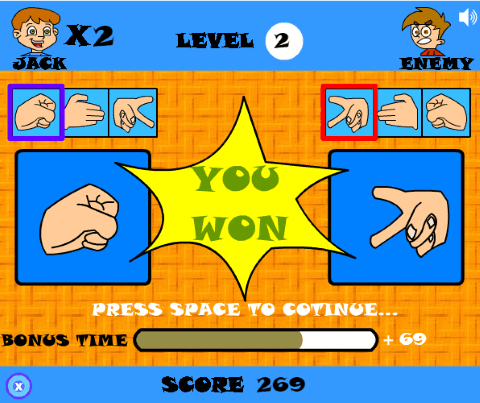 X2
LEVEL 2
JACK
ENEMY
YOU
WON
PRESS SPACE TO COTINUE...
BONUS TIME + 69
X SCORE 269